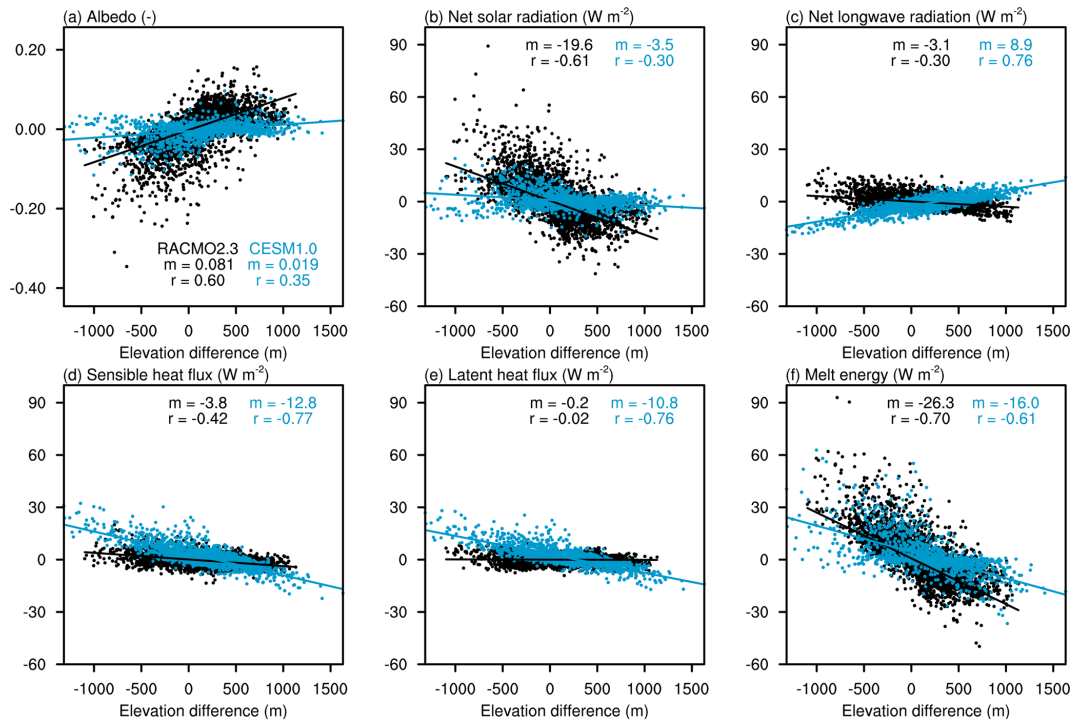 (a) Albedo (-)
0.20
0.00
-0.20
-0.40
RACMO2.3 CESM1.0
m = 0.081 m = 0.019
r = 0.60 r = 0.35
-1000 -500 0 500 1000 1500
Elevation difference (m)
(b) Net solar radiation (W m-2)
90
60
30
0
-30
-60
m = -19.6 m = -3.5
r = -0.61 r = -0.30
-1000 -500 0 500 1000 1500
Elevation difference (m)
(c) Net longwave radiation (W m-2)
90
60
30
0
-30
-60
m = -3.1 m = 8.9
r = -0.30 r = 0.76
-1000 -500 0 500 1000 1500
Elevation difference (m)
(d) Sensible heat flux (W m-2)
90
60
30
0
-30
-60
m = -3.8 m = -12.8
r = -0.42 r = -0.77
-1000 -500 0 500 1000 1500
Elevation difference (m)
(e) Latent heat flux (W m-2)
90
60
30
0
-30
-60
m = -0.2 m = -10.8
r = -0.02 r = -0.76
-1000 -500 0 500 1000 1500
Elevation difference (m)
(f) Melt energy (W m-2)
90
60
30
0
-30
-60
m = -26.3 m = -16.0
r = -0.70 r = -0.61
-1000 -500 0 500 1000 1500
Elevation difference (m)